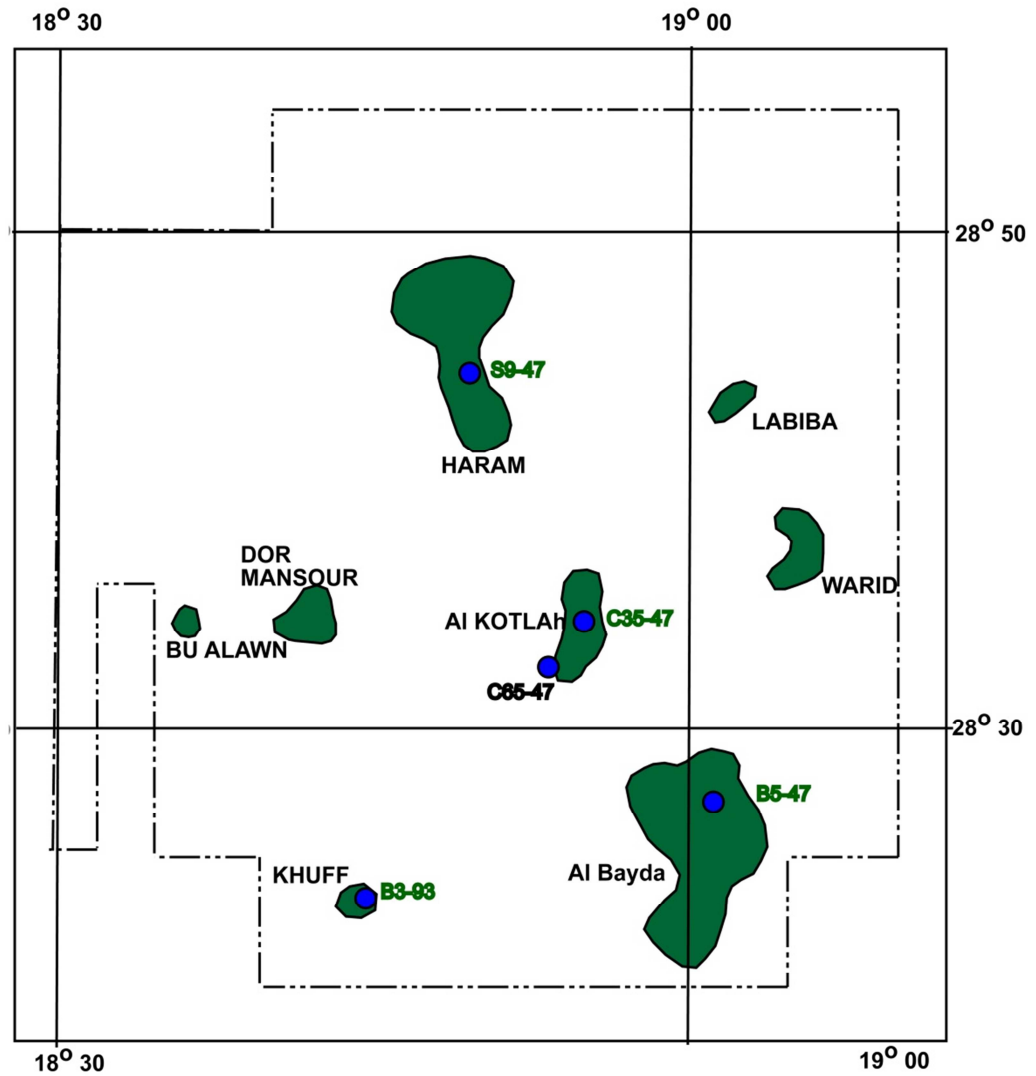 18° 30
19° 00
28° 50
S9-47
LABIBA
HARAM
DOR
MANSOUR
WARID
Al KOTLAh
C35-47
BU ALAWN
C65-47
28° 30
B5-47
KHUFF
Al Bayda
B3-93
18° 30
19° 00